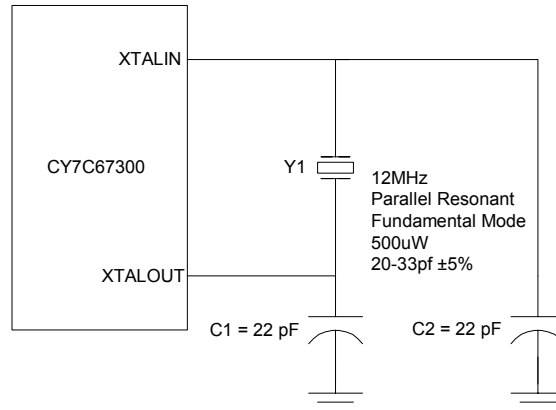 XTALIN
CY7C67300
Y1
12MHz
Parallel Resonant
Fundamental Mode
500uW
20-33pf ±5%
XTALOUT
C1 = 22 pF
C2 = 22 pF